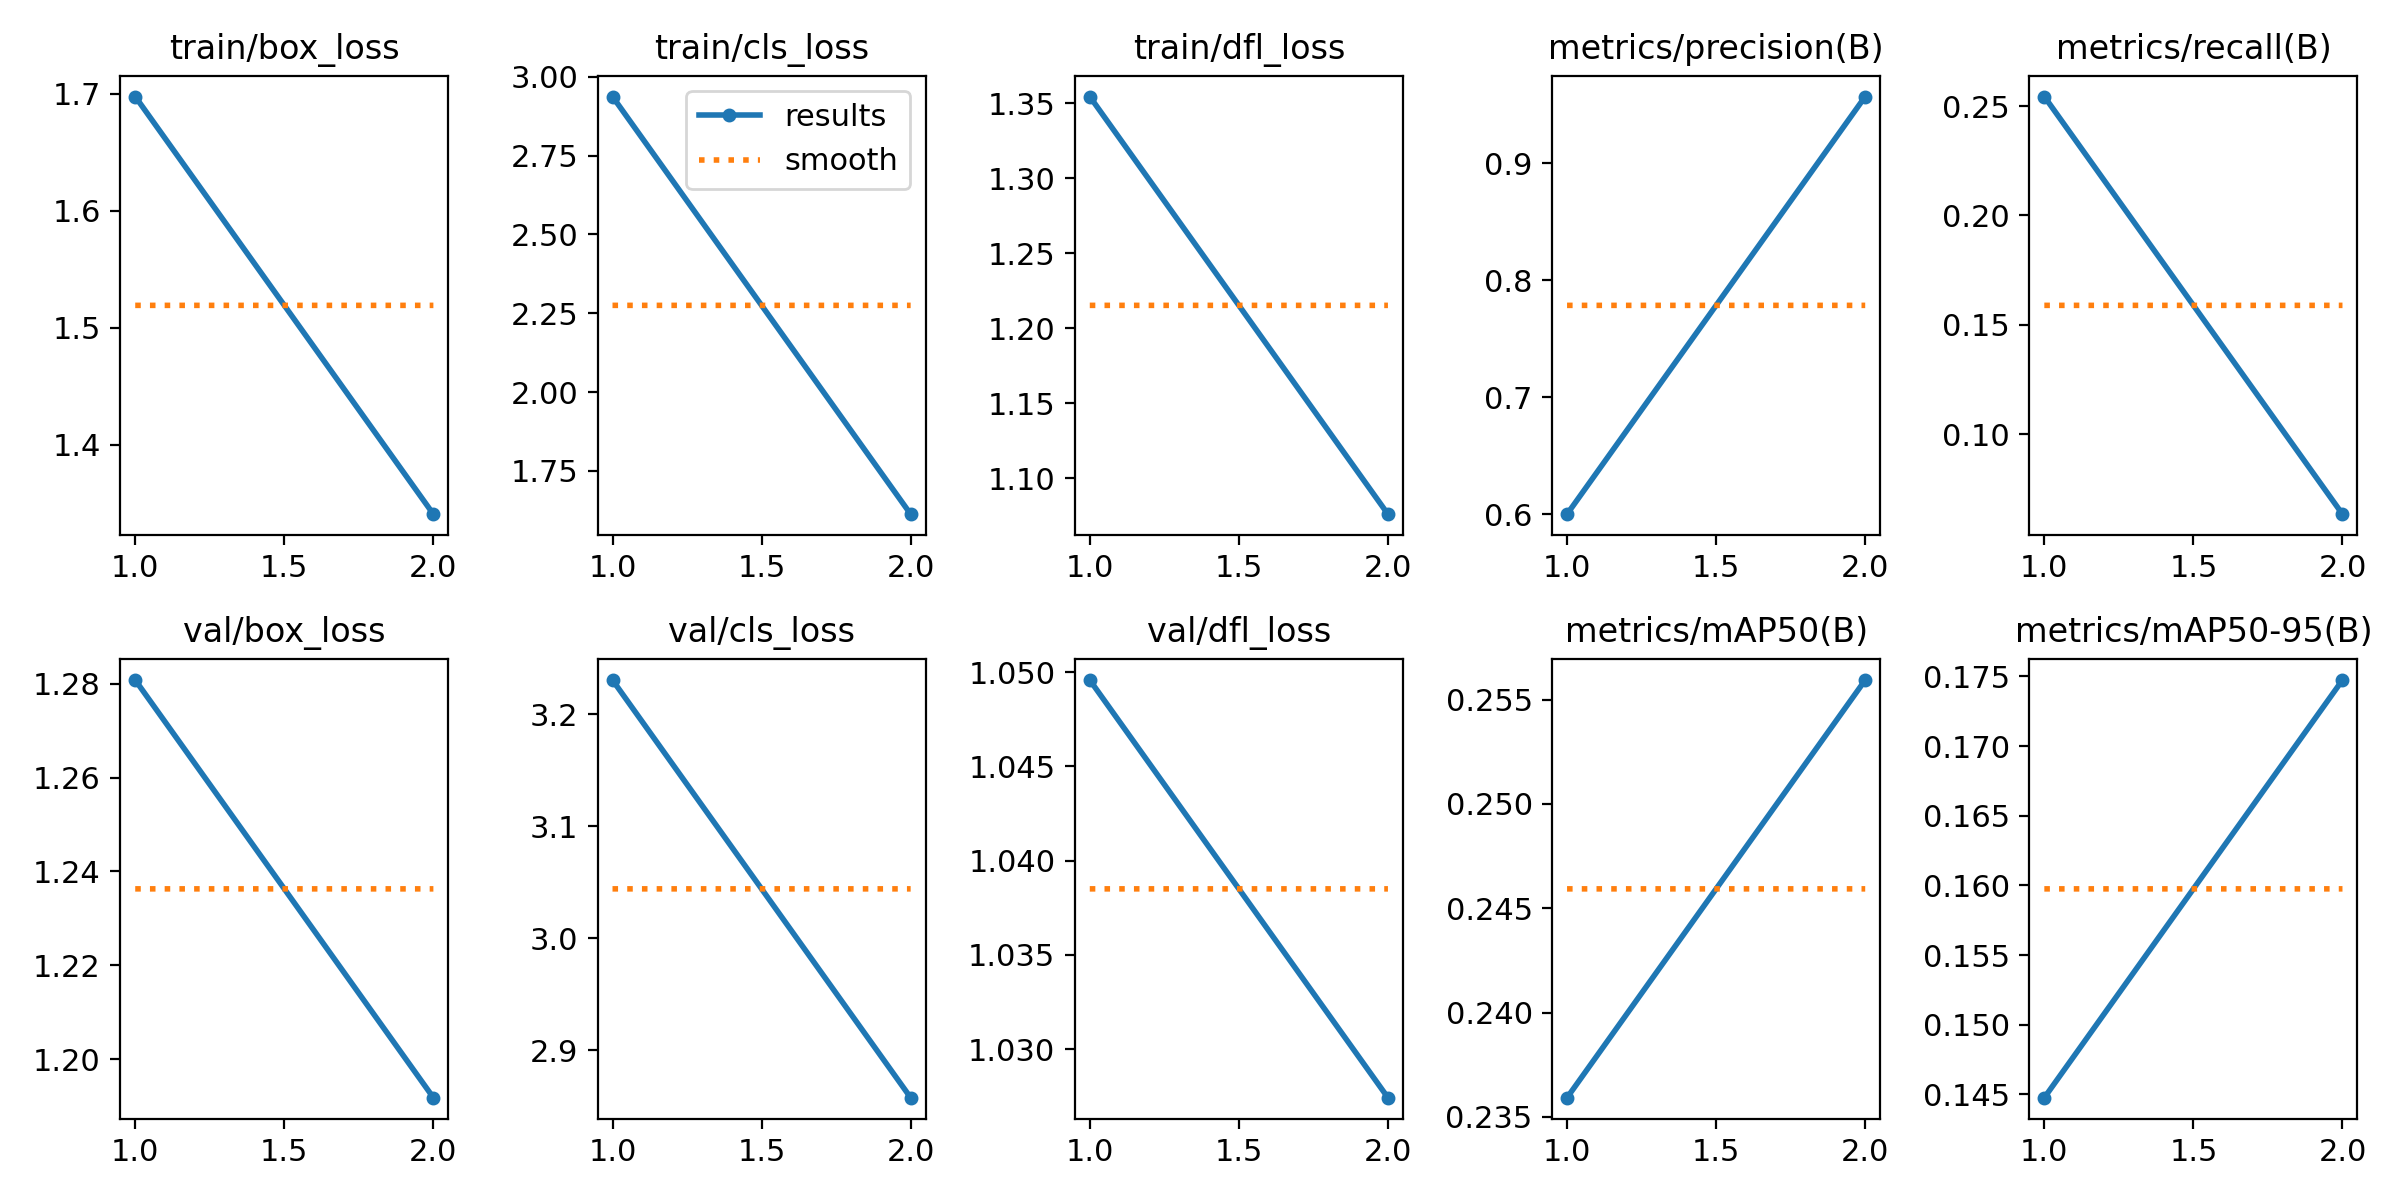 train/box_loss
1.7
1.6
1.5
1.4
1.0 1.5 2.0
train/cls_loss
3.00
2.75
2.50
2.25
2.00
1.75
results
smooth
1.0 1.5 2.0
train/dfl_loss
1.35
1.30
1.25
1.20
1.15
1.10
1.0 1.5 2.0
metrics/precision(B)
0.9
0.8
0.7
0.6
1.0 1.5 2.0
metrics/recall(B)
0.25
0.20
0.15
0.10
1.0 1.5 2.0
val/box_loss
1.28
1.26
1.24
1.22
1.20
1.0 1.5 2.0
val/cls_loss
3.2
3.1
3.0
2.9
1.0 1.5 2.0
val/dfl_loss
1.050
1.045
1.040
1.035
1.030
1.0 1.5 2.0
metrics/mAP50(B)
0.255
0.250
0.245
0.240
0.235
1.0 1.5 2.0
metrics/mAP50-95(B)
0.175
0.170
0.165
0.160
0.155
0.150
0.145
1.0 1.5 2.0